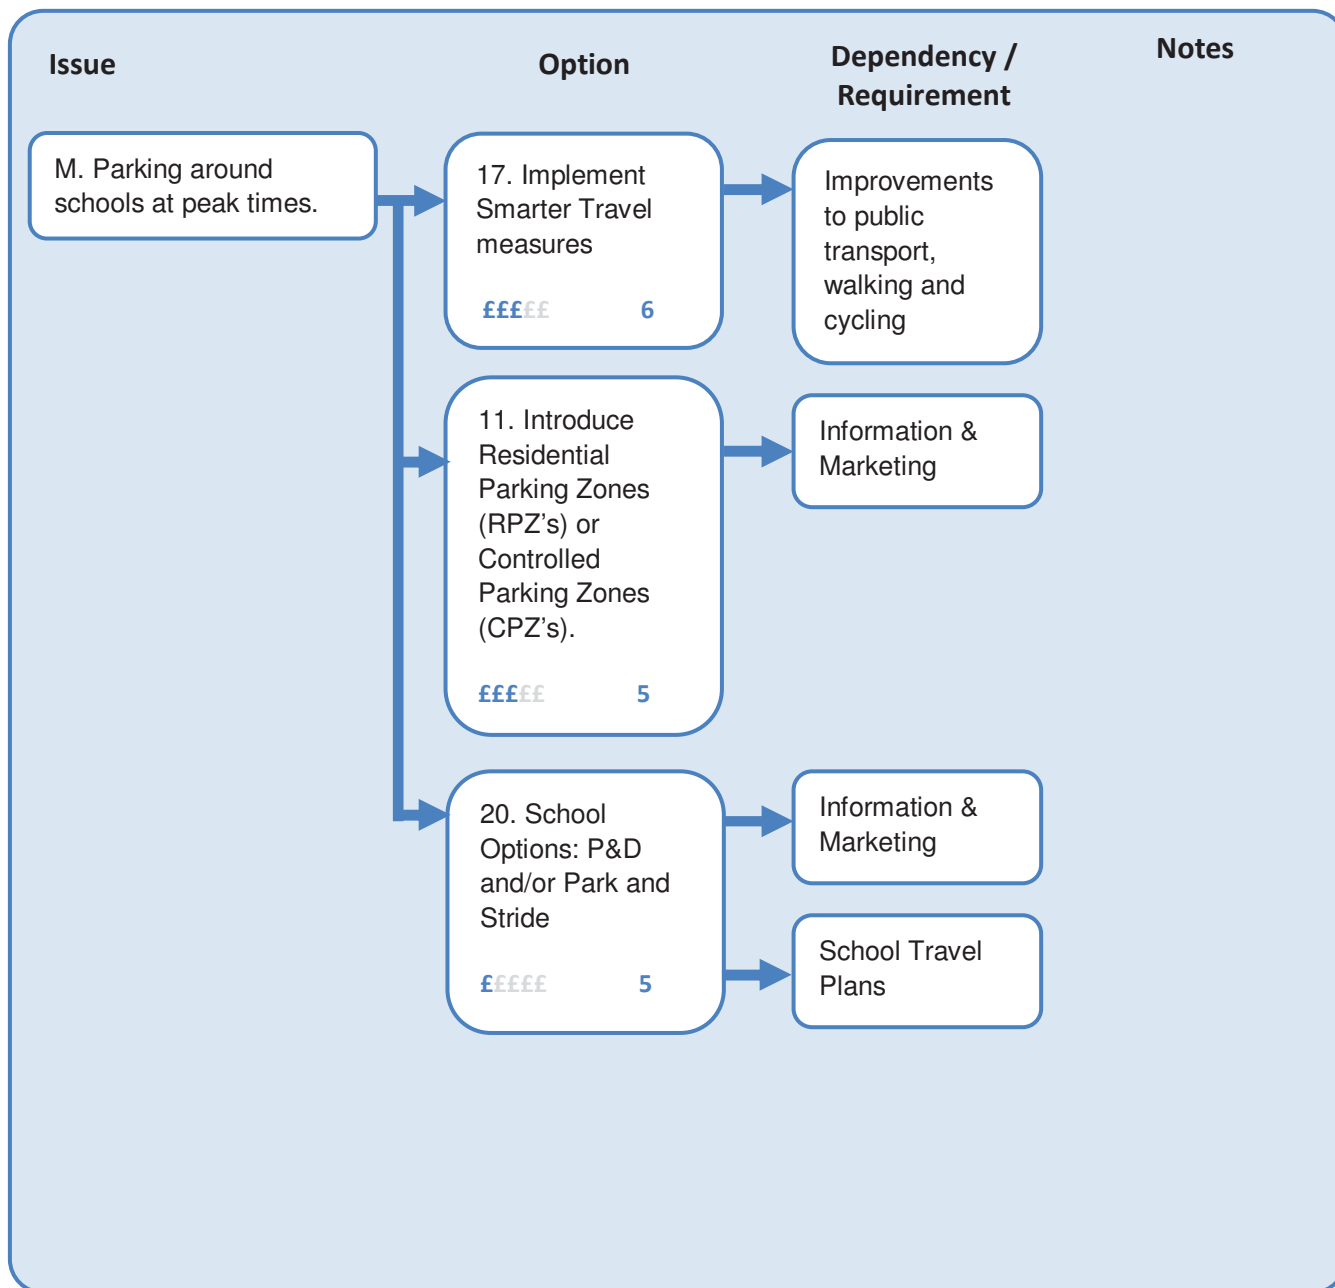 Issue
Option
Dependency /
Requirement
Notes
M. Parking around
schools at peak times.
17. Implement
Smarter Travel
measures
£££££ 6
Improvements
to public
transport,
walking and
cycling
11. Introduce
Residential
Parking Zones
(RPZ’s) or
Controlled
Parking Zones
(CPZ’s).
£££££ 5
Information &
Marketing
20. School
Options: P&D
and/or Park and
Stride
£££££ 5
Information &
Marketing
School Travel
Plans